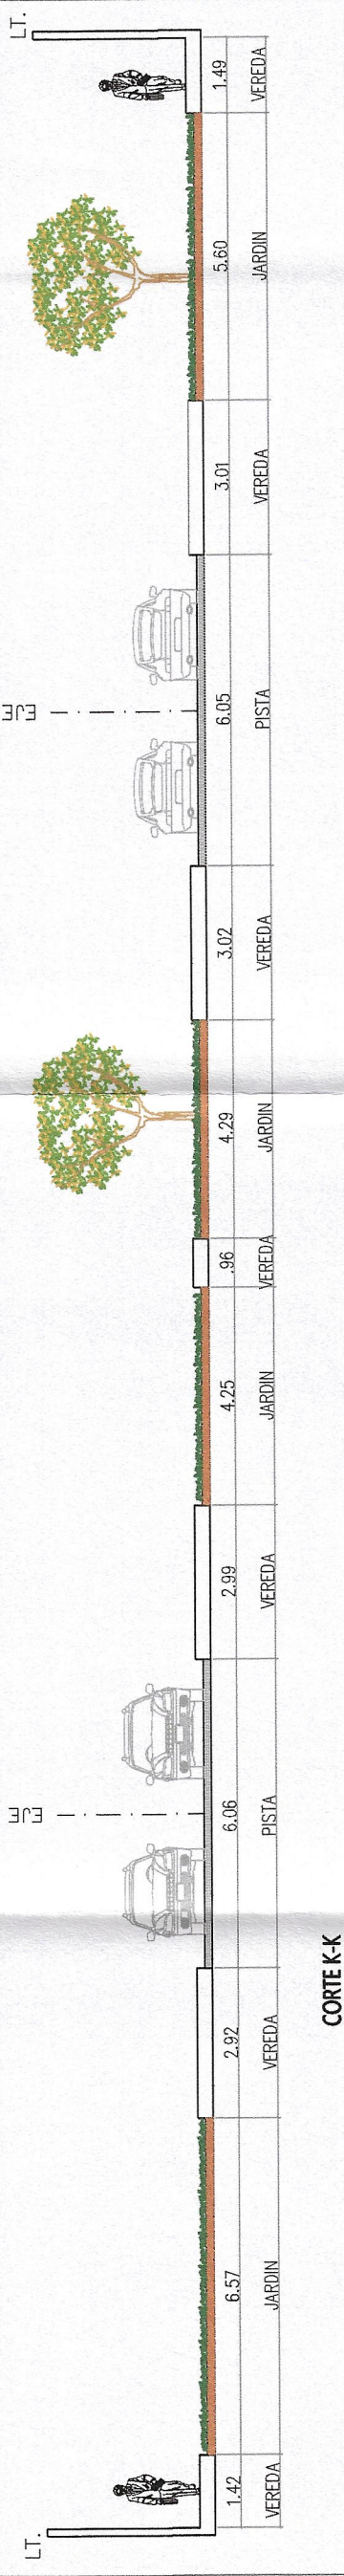 LT. EJE EJE LT.
1.42 6.57 2.92 6.06 2.99 4.25 .96 4.29 3.02 6.05 3.01 5.60 1.49
VEREDA JARDIN VEREDA PISTA VEREDA JARDIN VEREDA JARDIN VEREDA PISTA VEREDA JARDIN VEREDA
CORTE K-K